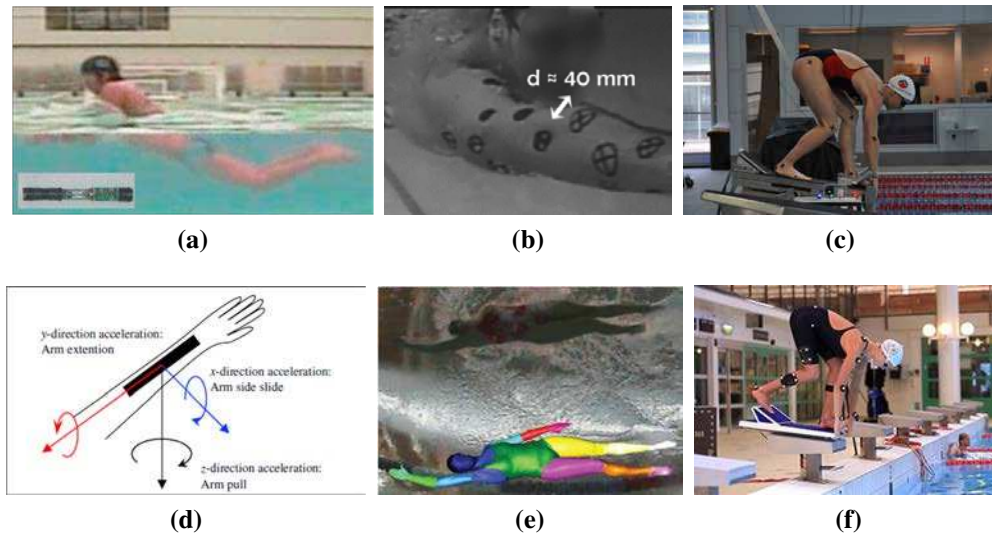 d ≈ 40 mm
(a)
(b)
(c)
y-direction acceleration:
Arm extention
x-direction acceleration:
Arm side slide
z-direction acceleration:
Arm pull
(d)
(e)
(f)